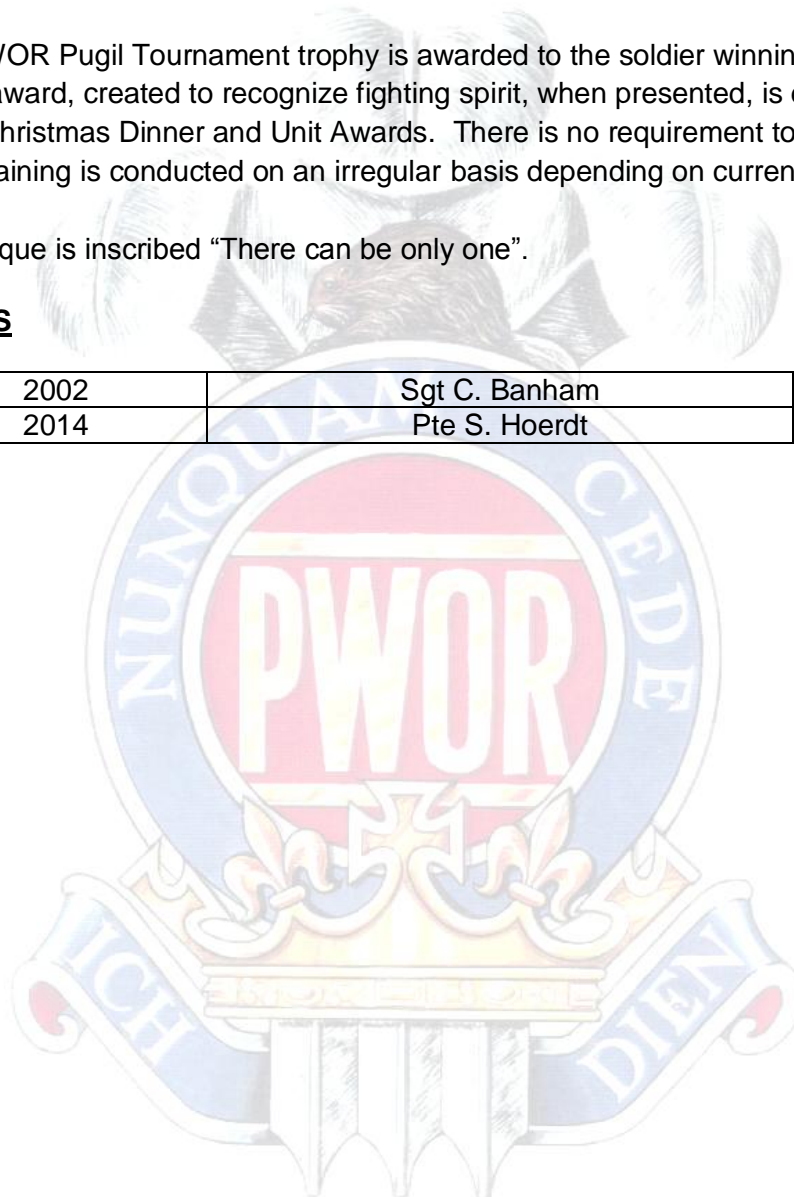 WOR Pugil Tournament trophy is awarded to the soldier winnin
award, created to recognize fighting spirit, when presented, is
hristmas Dinner and Unit Awards. There is no requirement to
aining is conducted on an irregular basis depending on curren
que is inscribed “There can be only one”.
S
2002 Sgt C. Banham
2014 Pte S. Hoerdt
NUNQUAM CEDE
PWOR
ICH DIEN